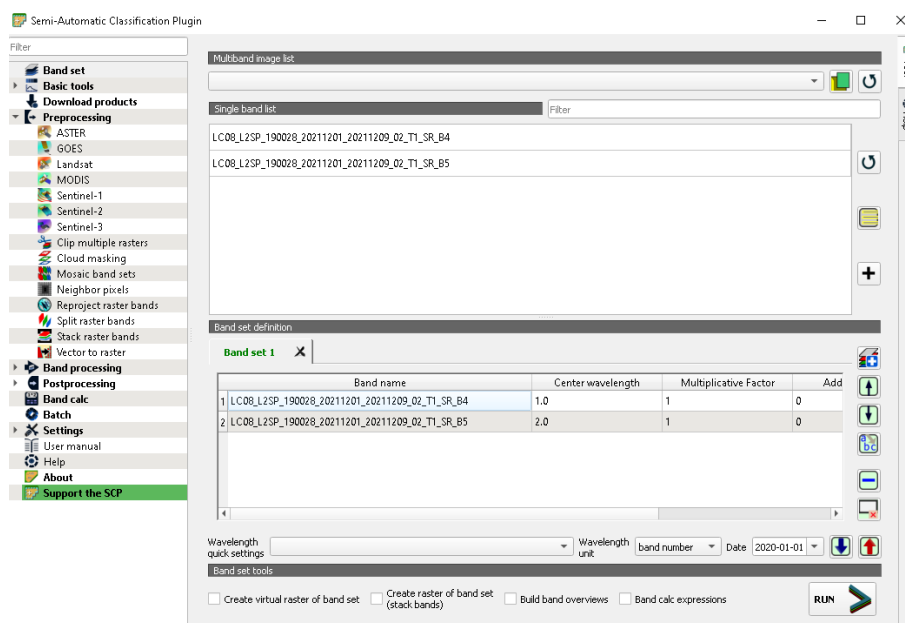 Semi-Automatic Classification Plugin
Filter
Band set
Basic tools
Download products
Preprocessing
ASTER
GOES
Landsat
MODIS
Sentinel-1
Sentinel-2
Sentinel-3
Clip multiple rasters
Cloud masking
Mosaic band sets
Neighbor pixels
Reproject raster bands
Split raster bands
Stack raster bands
Vector to raster
Band processing
Postprocessing
Band calc
Batch
Settings
User manual
Help
About
Support the SCP
Multiband image list
Single band list Filter
LC08_L2SP_190028_20211201_20211209_02_T1_SR_B4
LC08_L2SP_190028_20211201_20211209_02_T1_SR_B5
Band set definition
Band set 1
Band name Center wavelength Multiplicative Factor Add
1 LC08_L2SP_190028_20211201_20211209_02_T1_SR_B4 1.0 1 0
2 LC08_L2SP_190028_20211201_20211209_02_T1_SR_B5 2.0 1 0
Wavelength quick settings Wavelength unit band number Date 2020-01-01
Band set tools
Create virtual raster of band set Create raster of band set (stack bands) Build band overviews Band calc expressions RUN